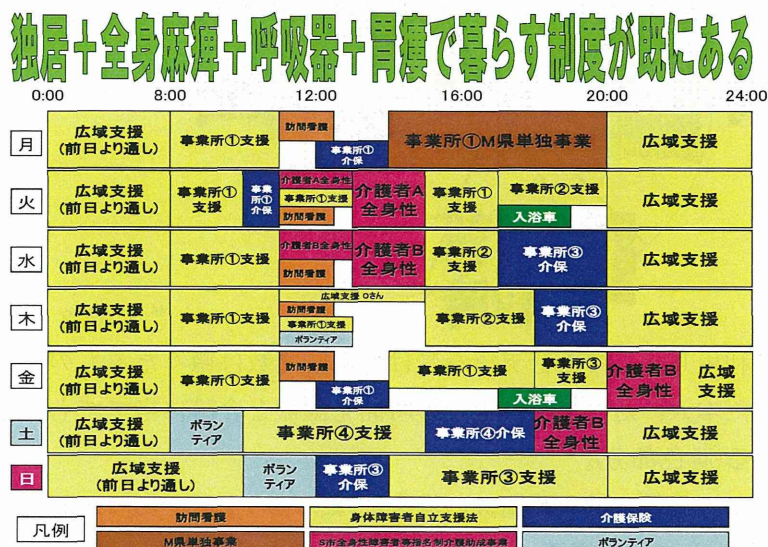 独居＋全身麻痺＋呼吸器＋胃瘻で暮らす制度が既にある
0:00 8:00 12:00 16:00 20:00 24:00
月
広域支援
(前日より通し)
事業所①支援
訪問看護
事業所①
介保
事業所①M県単独事業
広域支援
火
広域支援
(前日より通し)
事業所①
支援
事業
所①
介保
介護者A全身性
事業所①支援
訪問看護
介護者A
全身性
事業所①
支援
事業所②支援
入浴車
広域支援
水
広域支援
(前日より通し)
事業所①支援
介護者B全身性
訪問看護
介護者B
全身性
事業所②
支援
事業所③
介保
広域支援
木
広域支援
(前日より通し)
事業所①支援
広域支援 Oさん
訪問看護
事業所①支援
ボランティア
事業所②支援
事業所③
介保
広域支援
金
広域支援
(前日より通し)
事業所①支援
訪問看護
事業所①
介保
事業所①支援
事業所③
支援
入浴車
介護者B
全身性
広域
支援
土
広域支援
(前日より通し)
ボラン
ティア
事業所④支援
事業所④介保
介護者B
全身性
広域支援
日
広域支援
(前日より通し)
ボラン
ティア
事業所③
介保
事業所③支援
広域支援
凡例
訪問看護 身体障害者自立支援法 介護保険
M県単独事業 S市全身性障害者等指名制介護助成事業 ボランティア